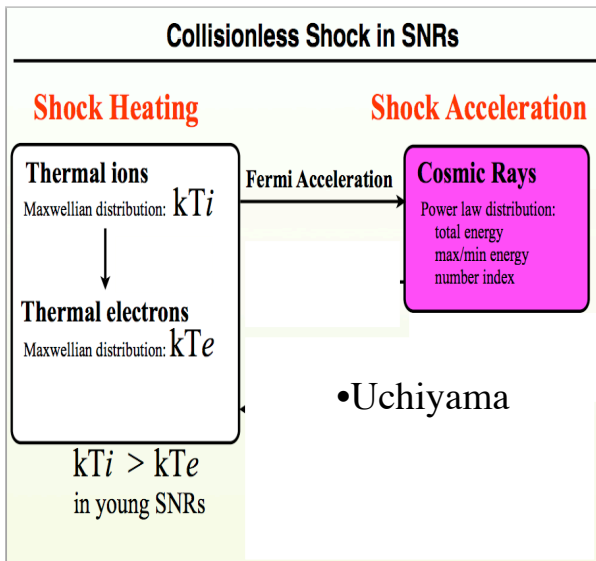 Collisionless Shock in SNRs
Shock Heating
Shock Acceleration
Thermal ions
Maxwellian distribution: kTi
Thermal electrons
Maxwellian distribution: kTe
Fermi Acceleration
Cosmic Rays
Power law distribution:
total energy
max/min energy
number index
•Uchiyama
kTi > kTe
in young SNRs